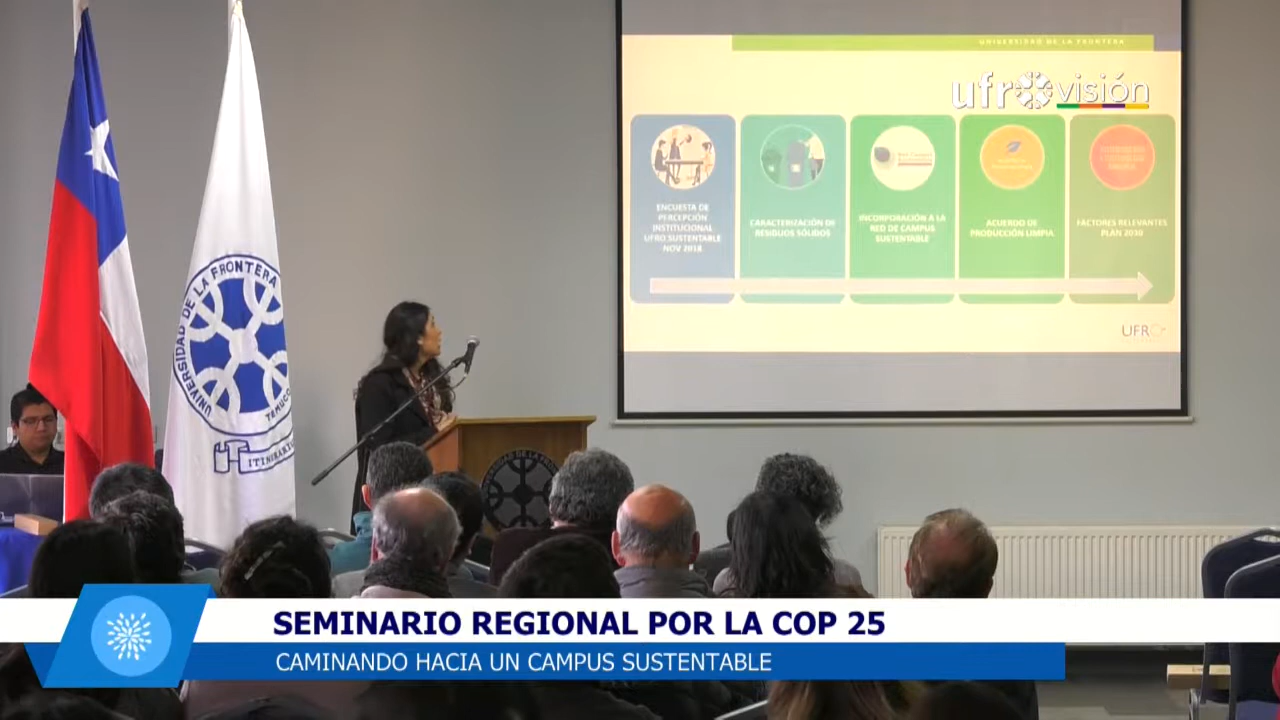 UNIVERSIDAD DE LA FRONTERA
ufro visión
ENCUESTA DE
PERCEPCIÓN
INSTITUCIONAL
UFRO SUSTENTABLE
NOV 2018
CARACTERIZACIÓN DE
RESIDUOS SÓLIDOS
INCORPORACIÓN A LA
RED DE CAMPUS
SUSTENTABLE
ACUERDO DE
PRODUCCIÓN LIMPIA
FACTORES RELEVANTES
PLAN 2030
UFRO
UNIVERSIDAD DE LA FRONTERA
TEMUCO
SEMINARIO REGIONAL POR LA COP 25
CAMINANDO HACIA UN CAMPUS SUSTENTABLE